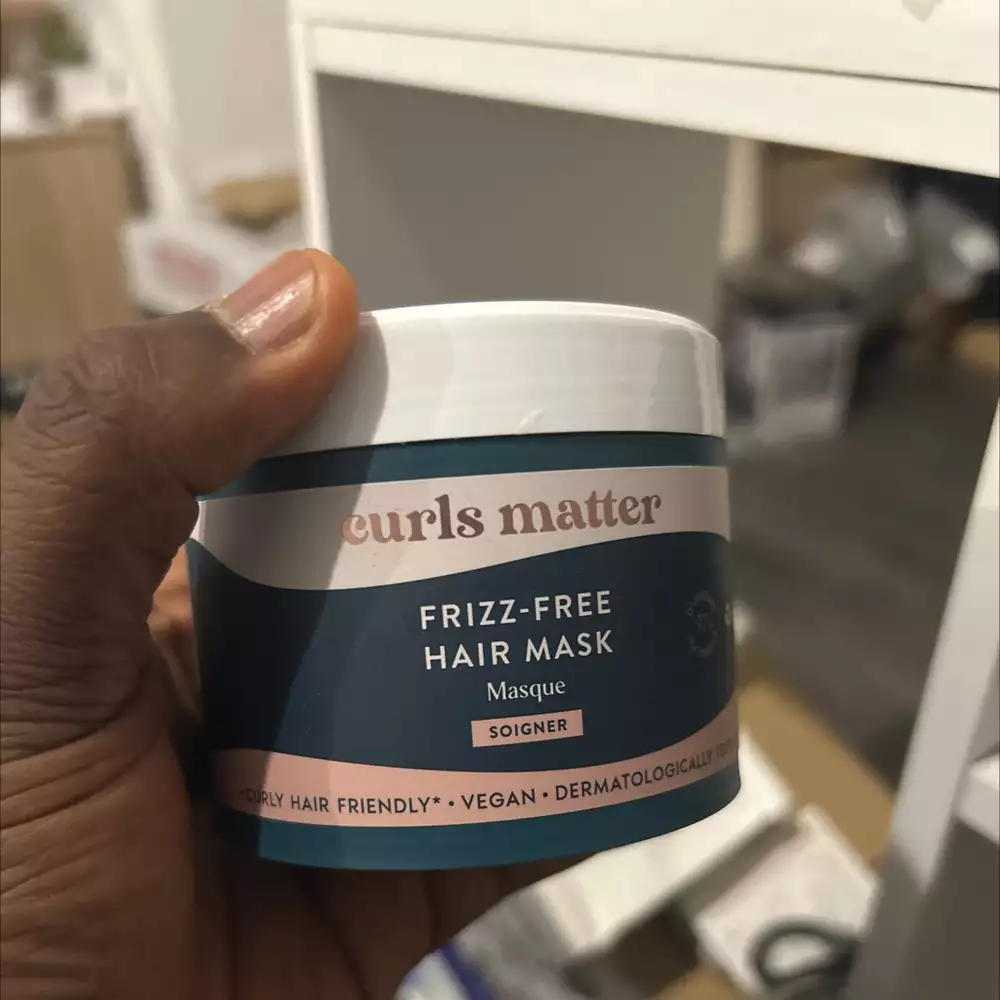 curls matter
FRIZZ-FREE
HAIR MASK
Masque
SOIGNER
CURLY HAIR FRIENDLY* • VEGAN • DERMATOLOGICALLY